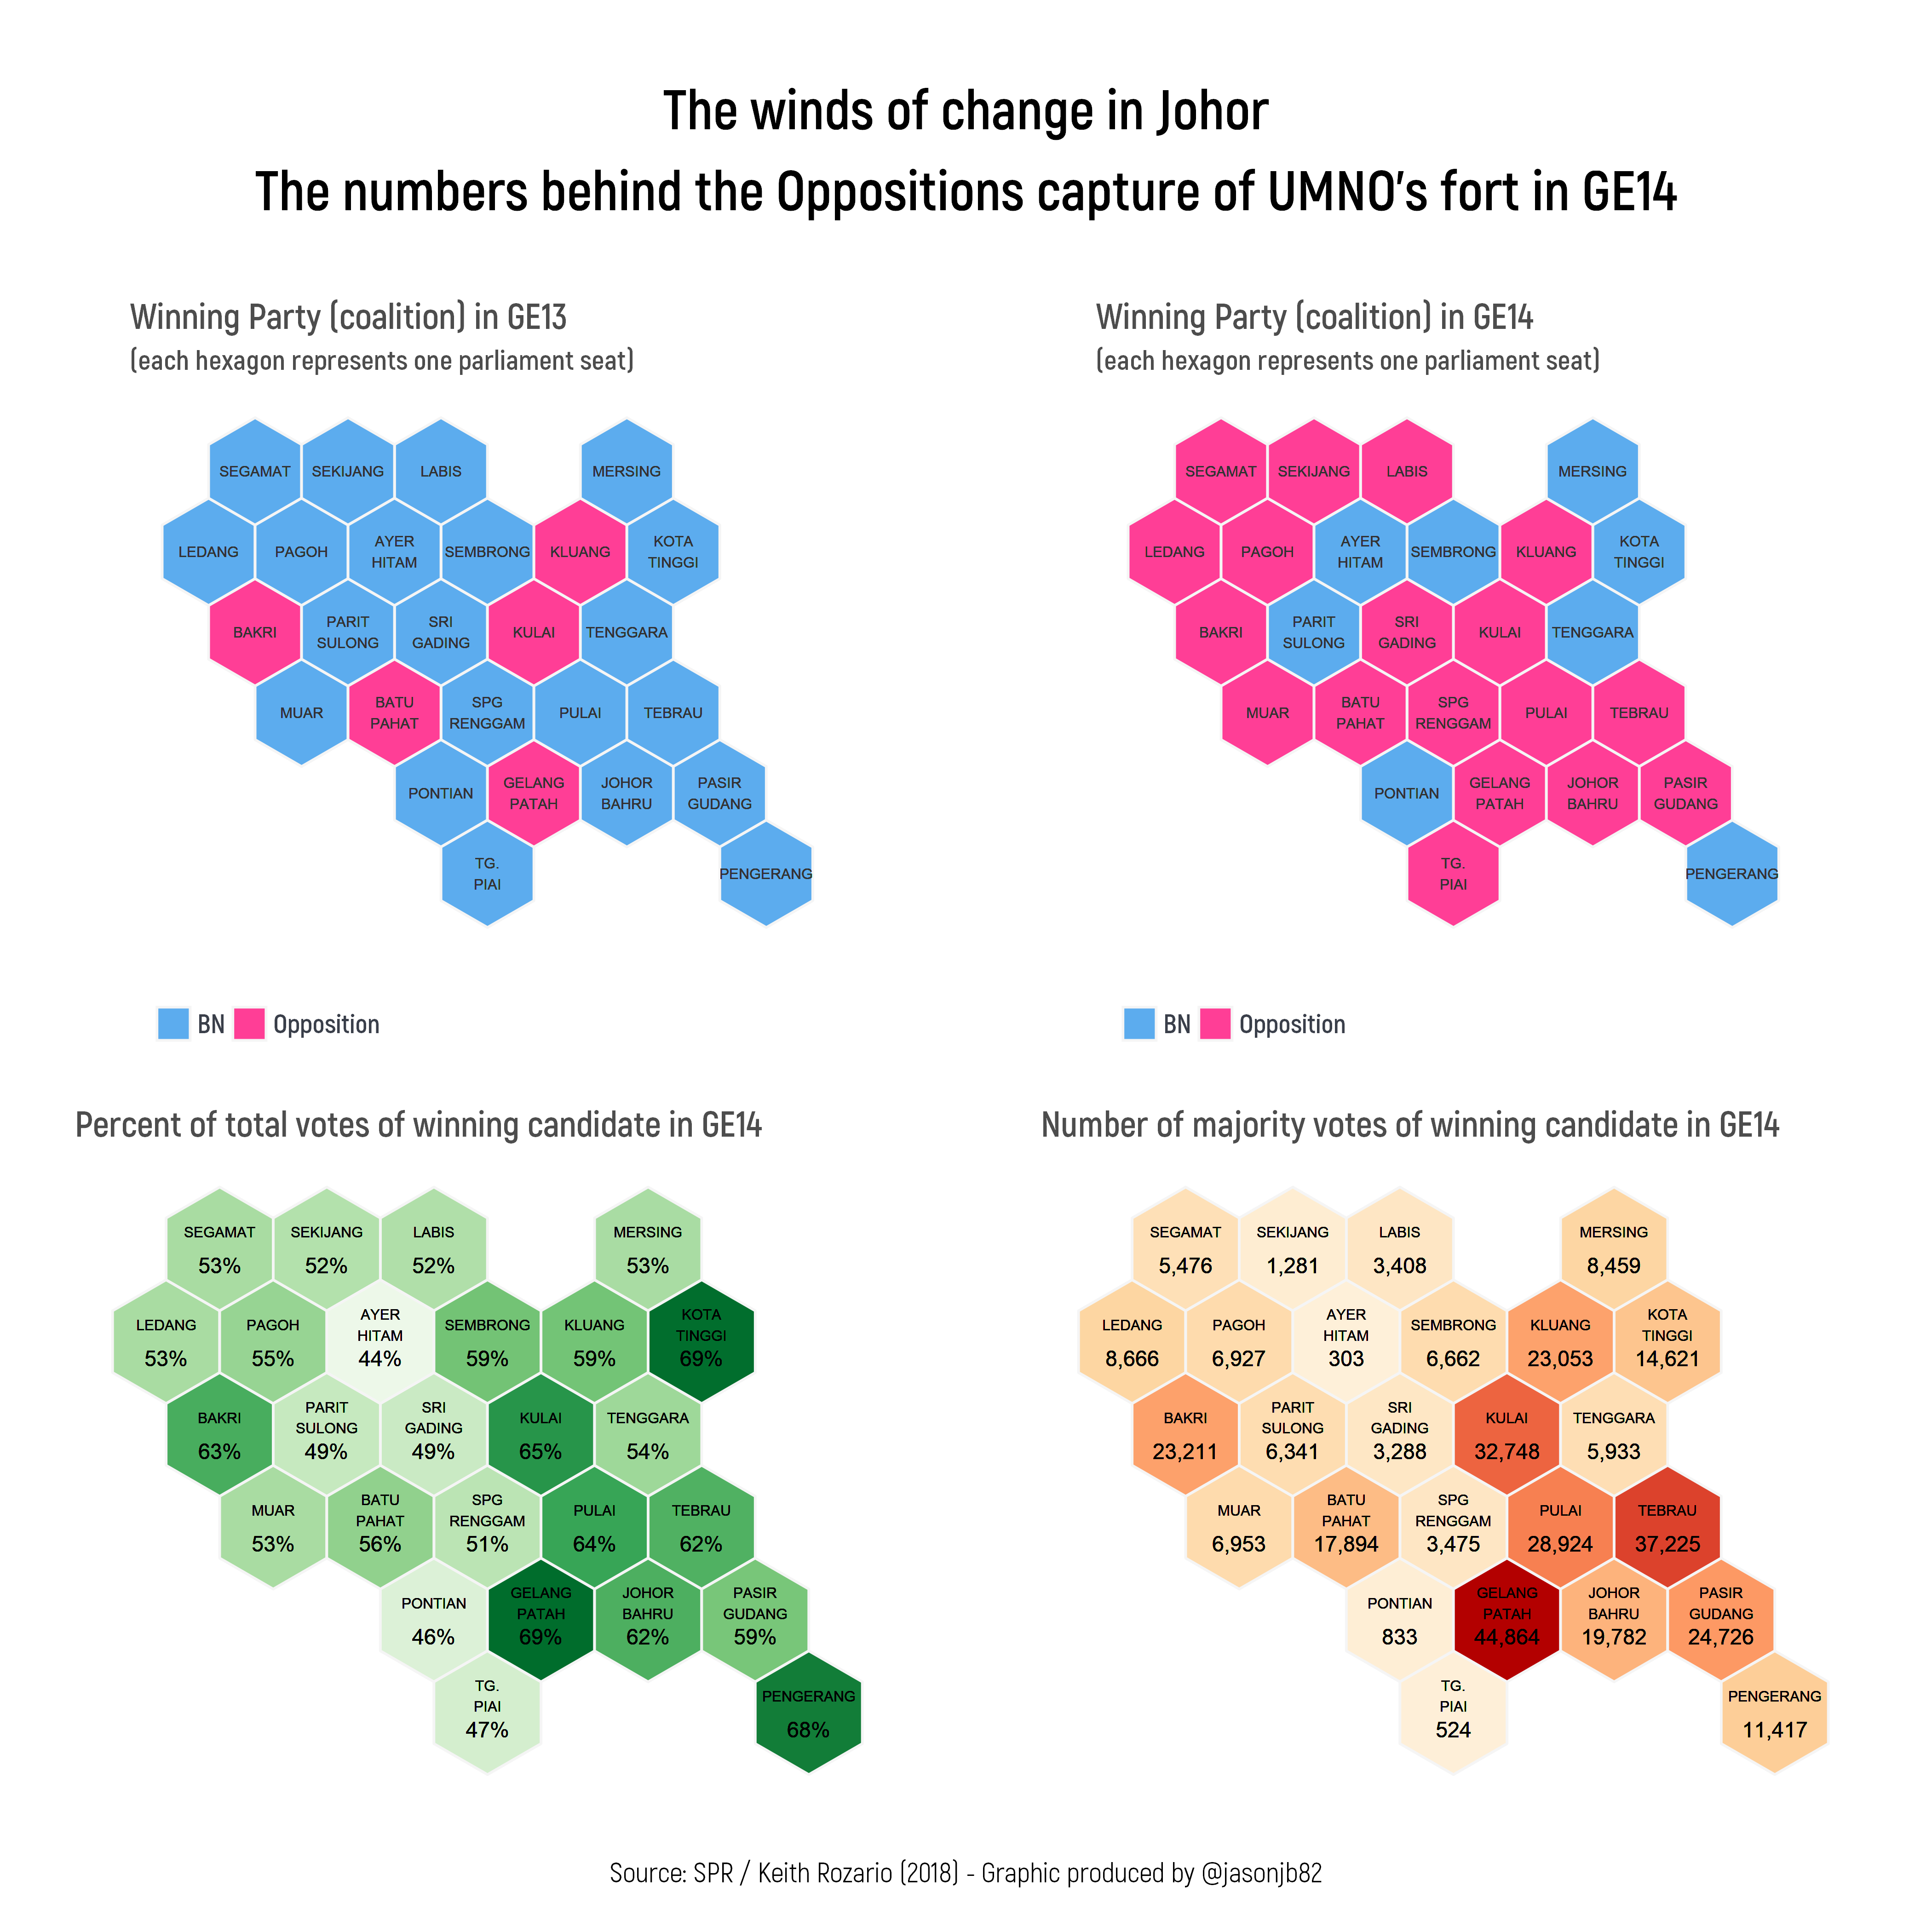 The winds of change in Johor
The numbers behind the Oppositions capture of UMNO's fort in GE14
Winning Party (coalition) in GE13
(each hexagon represents one parliament seat)
SEGAMAT SEKIJANG LABIS MERSING
LEDANG PAGOH AYER HITAM SEMBRONG KLUANG KOTA TINGGI
BAKRI PARIT SULONG SRI GADING KULAI TENGGARA
MUAR BATU PAHAT SPG RENGGAM PULAI TEBRAU
PONTIAN GELANG PATAH JOHOR BAHRU PASIR GUDANG
TG. PIAI PENGERANG
BN Opposition
Winning Party (coalition) in GE14
(each hexagon represents one parliament seat)
SEGAMAT SEKIJANG LABIS MERSING
LEDANG PAGOH AYER HITAM SEMBRONG KLUANG KOTA TINGGI
BAKRI PARIT SULONG SRI GADING KULAI TENGGARA
MUAR BATU PAHAT SPG RENGGAM PULAI TEBRAU
PONTIAN GELANG PATAH JOHOR BAHRU PASIR GUDANG
TG. PIAI PENGERANG
BN Opposition
Percent of total votes of winning candidate in GE14
SEGAMAT 53% SEKIJANG 52% LABIS 52% MERSING 53%
LEDANG 53% PAGOH 55% AYER HITAM 44% SEMBRONG 59% KLUANG 59% KOTA TINGGI 69%
BAKRI 63% PARIT SULONG 49% SRI GADING 49% KULAI 65% TENGGARA 54%
MUAR 53% BATU PAHAT 56% SPG RENGGAM 51% PULAI 64% TEBRAU 62%
PONTIAN 46% GELANG PATAH 69% JOHOR BAHRU 62% PASIR GUDANG 59%
TG. PIAI 47% PENGERANG 68%
Number of majority votes of winning candidate in GE14
SEGAMAT 5,476 SEKIJANG 1,281 LABIS 3,408 MERSING 8,459
LEDANG 8,666 PAGOH 6,927 AYER HITAM 303 SEMBRONG 6,662 KLUANG 23,053 KOTA TINGGI 14,621
BAKRI 23,211 PARIT SULONG 6,341 SRI GADING 3,288 KULAI 32,748 TENGGARA 5,933
MUAR 6,953 BATU PAHAT 17,894 SPG RENGGAM 3,475 PULAI 28,924 TEBRAU 37,225
PONTIAN 833 GELANG PATAH 44,864 JOHOR BAHRU 19,782 PASIR GUDANG 24,726
TG. PIAI 524 PENGERANG 11,417
Source: SPR / Keith Rozario (2018) - Graphic produced by @jasonjb82